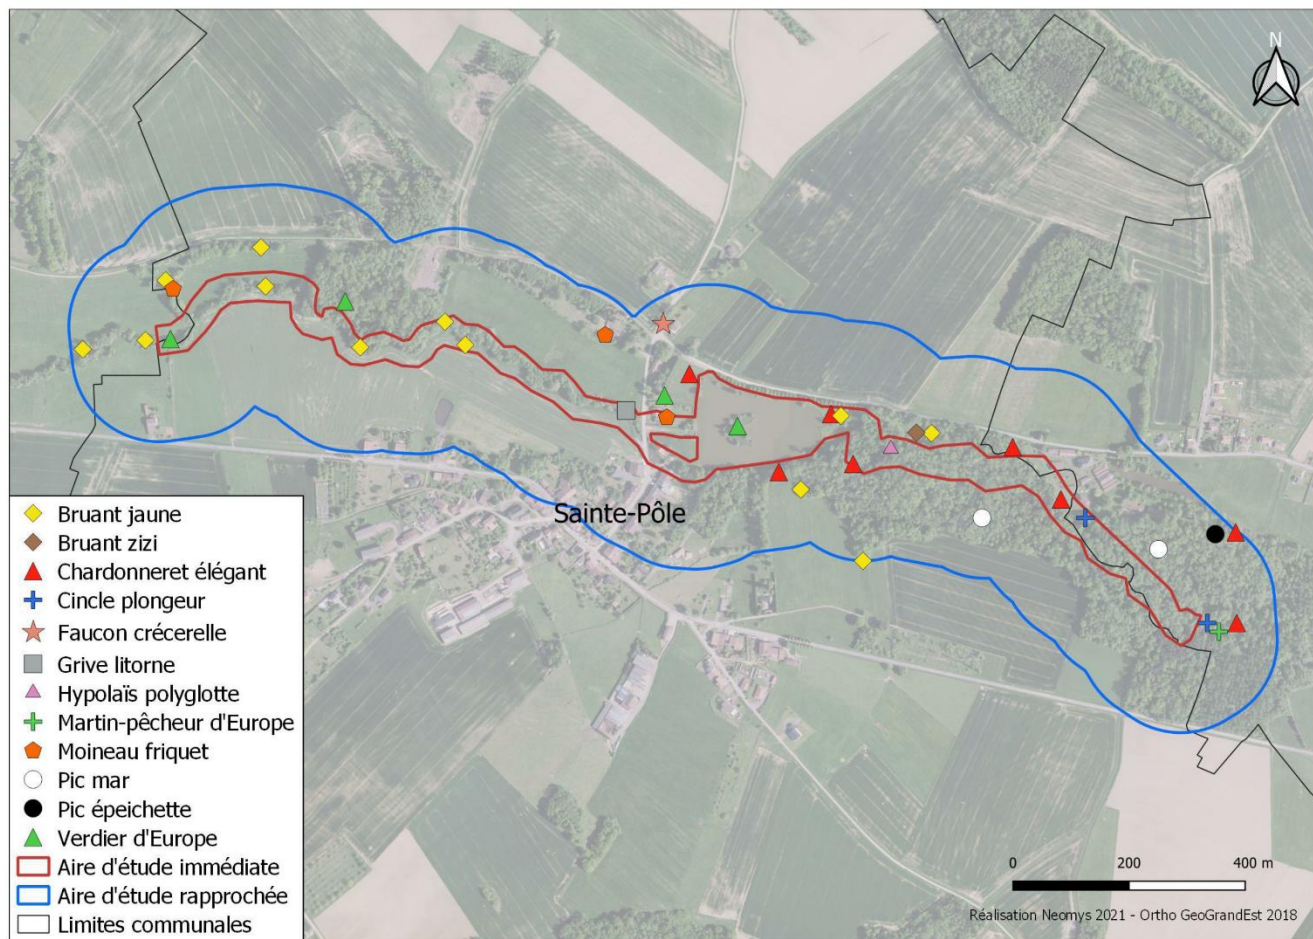 N
Sainte-Pôle
Bruant jaune
Bruant zizi
Chardonneret élégant
Cincle plongeur
Faucon crécerelle
Grive litorne
Hypolaïs polyglotte
Martin-pêcheur d'Europe
Moineau friquet
Pic mar
Pic épeichette
Verdier d'Europe
Aire d'étude immédiate
Aire d'étude rapprochée
Limites communales
0 200 400 m
Réalisation Neomys 2021 - Ortho GeoGrandEst 2018